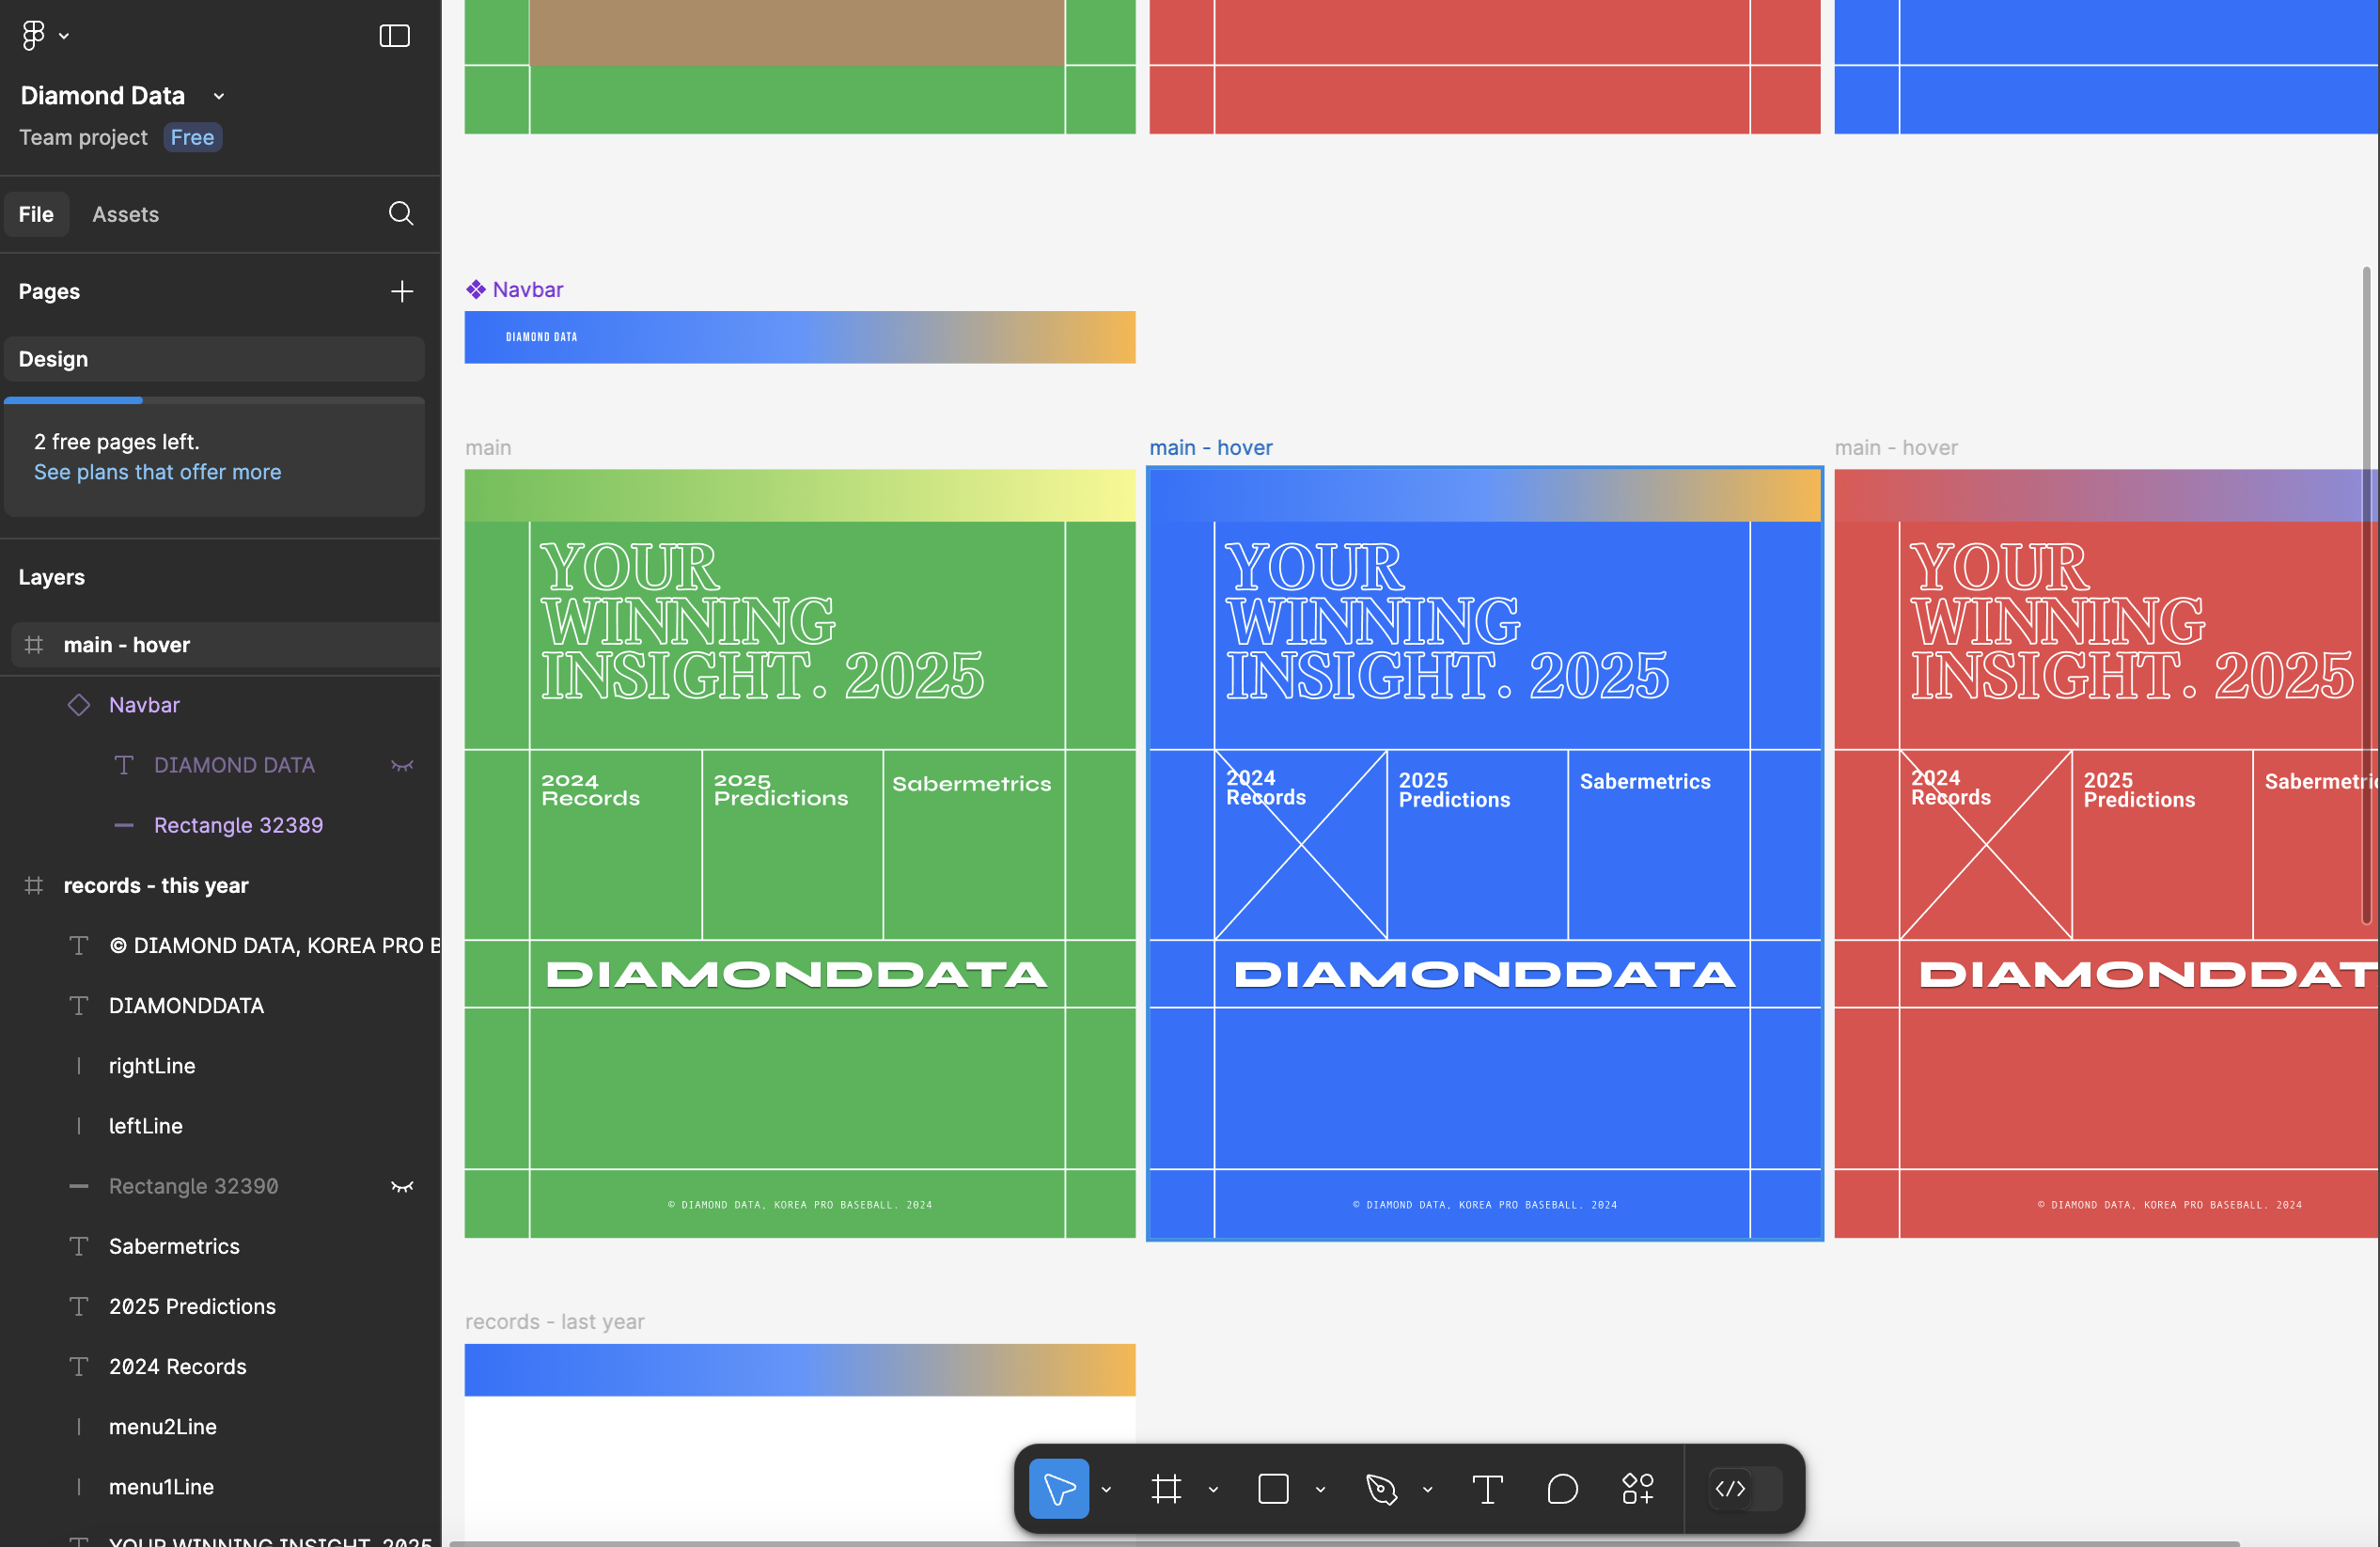 Diamond Data
Team project Free
File Assets
Pages
Design
2 free pages left.
See plans that offer more
Layers
main - hover
Navbar
DIAMOND DATA
Rectangle 32389
records - this year
© DIAMOND DATA, KOREA PRO B
DIAMONDDATA
rightLine
leftLine
Rectangle 32390
Sabermetrics
2025 Predictions
2024 Records
menu2Line
menu1Line
YOUR WINNING INSIGHT. 2025
Navbar
DIAMOND DATA
main
YOUR
WINNING
INSIGHT. 2025
2024
Records
2025
Predictions
Sabermetrics
DIAMONDDATA
© DIAMOND DATA, KOREA PRO BASEBALL. 2024
main - hover
YOUR
WINNING
INSIGHT. 2025
2024
Records
2025
Predictions
Sabermetrics
DIAMONDDATA
© DIAMOND DATA, KOREA PRO BASEBALL. 2024
main - hover
YOUR
WINNING
INSIGHT. 2025
2024
Records
2025
Predictions
Sabermetric
DIAMONDDAT
© DIAMOND DATA, KOREA PRO BASEBALL. 2024
records - last year